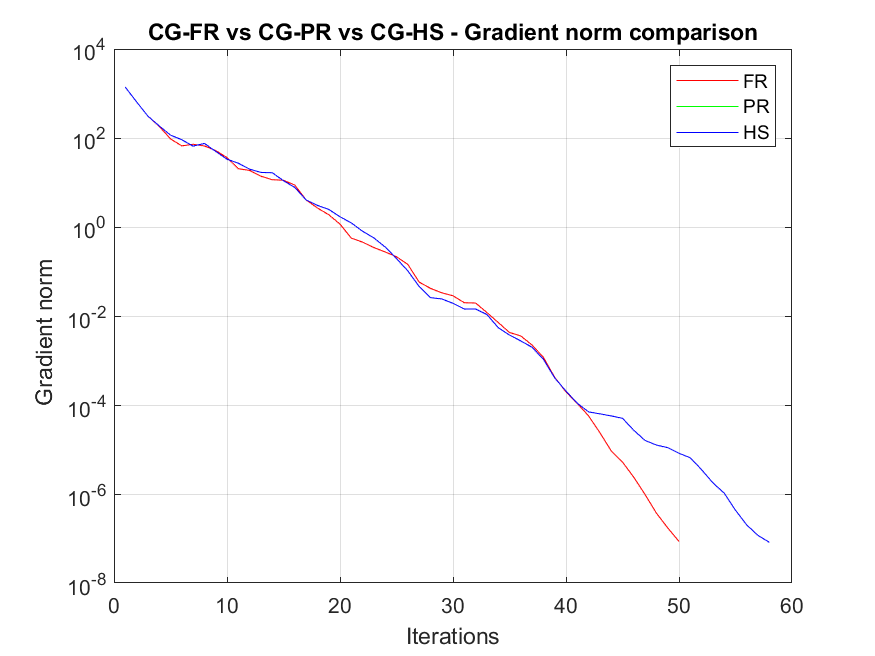 CG-FR vs CG-PR vs CG-HS - Gradient norm comparison
10^4
10^2
10^0
10^-2
10^-4
10^-6
10^-8
Gradient norm
FR
PR
HS
0 10 20 30 40 50 60
Iterations